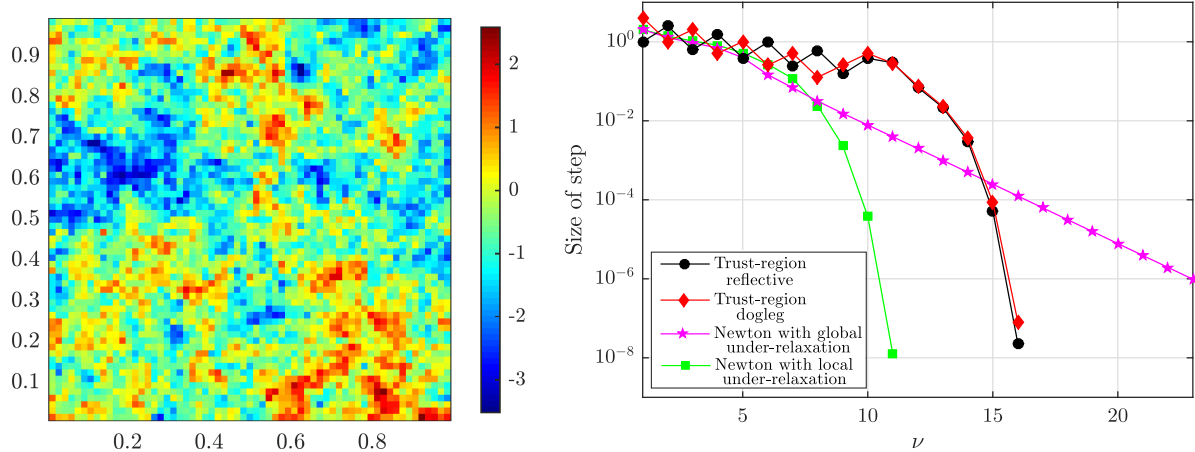 0.9
0.8
0.7
0.6
0.5
0.4
0.3
0.2
0.1
0.2 0.4 0.6 0.8
2
1
0
-1
-2
-3
Size of step
10^0
10^−2
10^−4
10^−6
10^−8
Trust-region
reflective
Trust-region
dogleg
Newton with global
under-relaxation
Newton with local
under-relaxation
5 10 15 20
ν